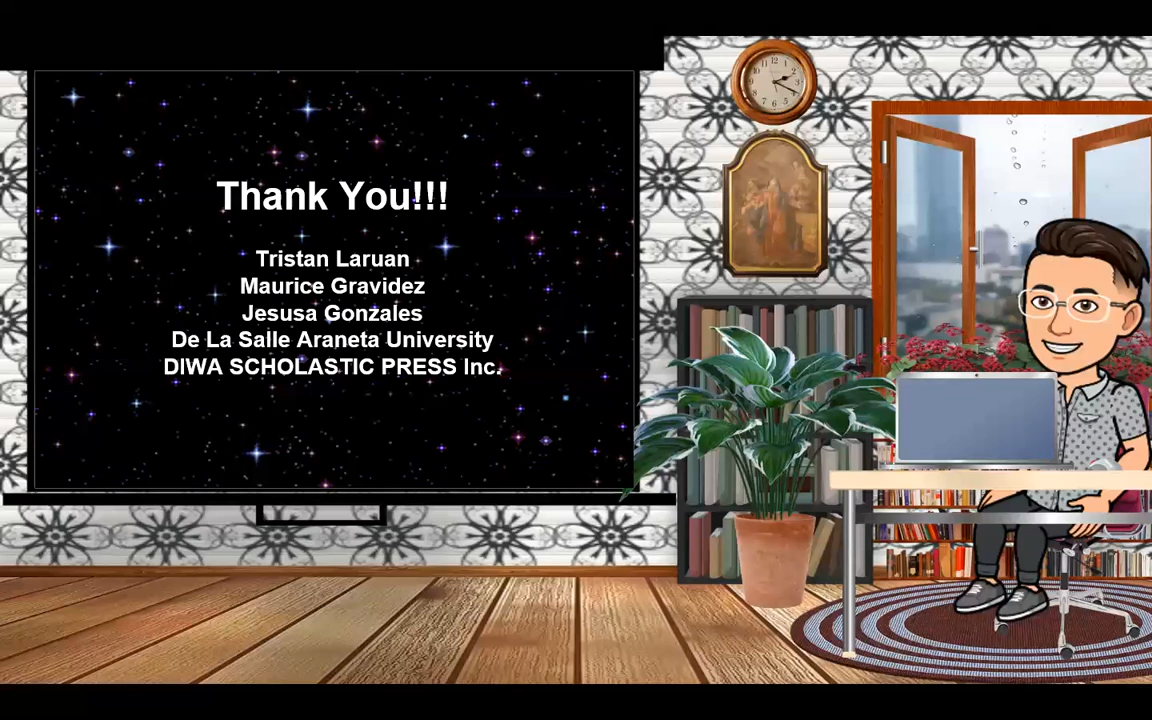 Thank You!!!
Tristan Laruan
Maurice Gravidez
Jesusa Gonzales
De La Salle Araneta University
DIWA SCHOLASTIC PRESS Inc.